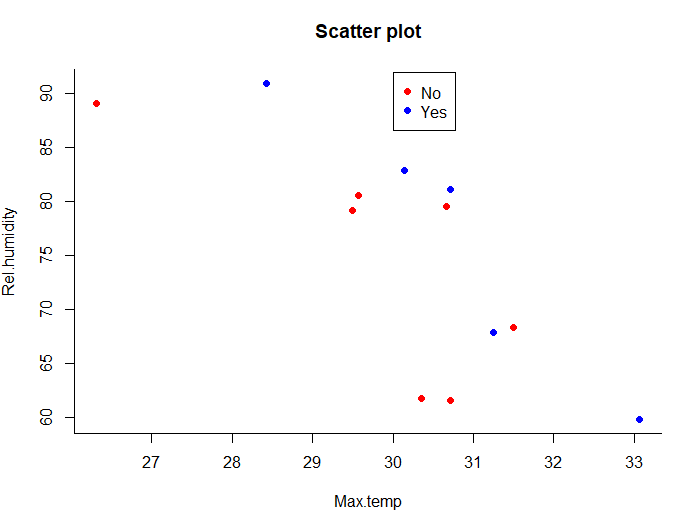 Scatter plot
No
Yes
Rel.humidity
90
85
80
75
70
65
60
27 28 29 30 31 32 33
Max.temp